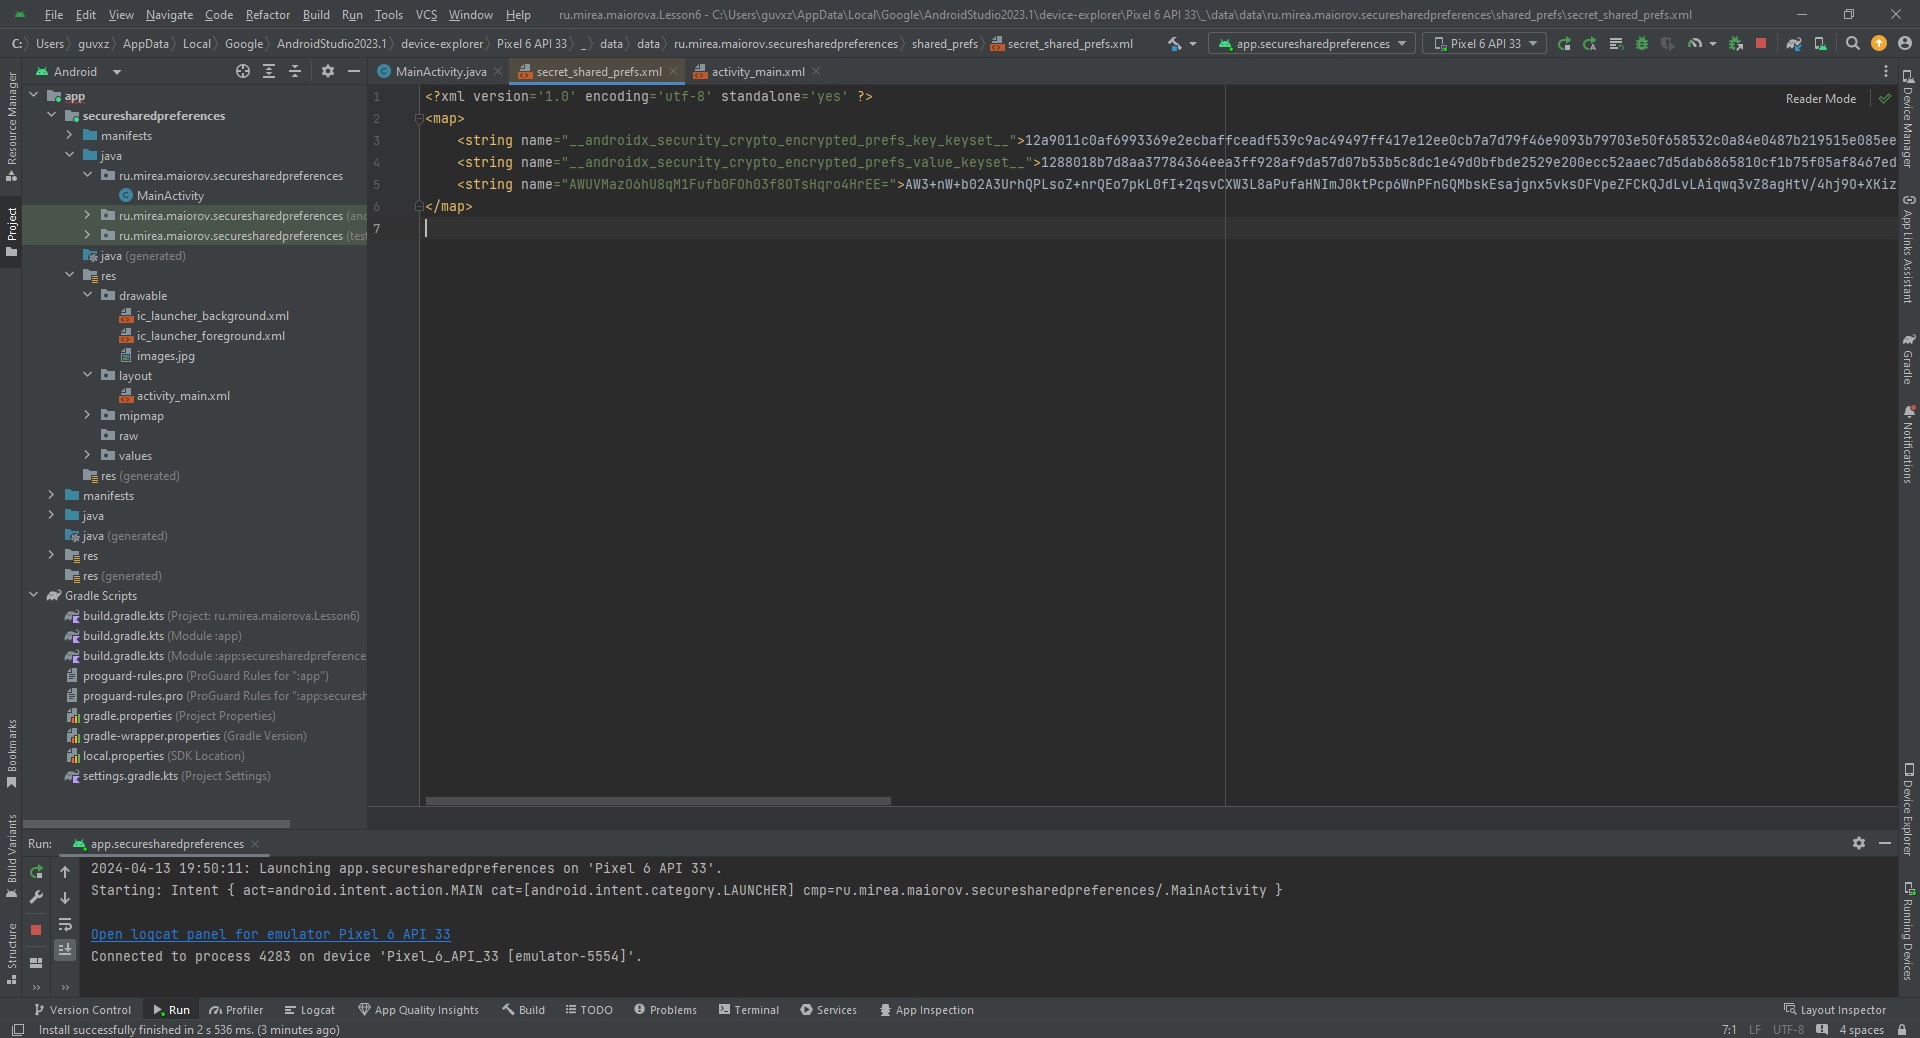 File Edit View Navigate Code Refactor Build Run Tools VCS Window Help ru.mirea.maiorova.Lesson6 - C:\Users\guvxz\AppData\Local\Google\AndroidStudio2023.1\device-explorer\Pixel 6 API 33\_\data\data\ru.mirea.maiorov.securesharedpreferences\shared_prefs\secret_shared_prefs.xml
C: Users guvxz AppData Local Google AndroidStudio2023.1 device-explorer Pixel 6 API 33 _ data data ru.mirea.maiorov.securesharedpreferences shared_prefs secret_shared_prefs.xml app.securesharedpreferences Pixel 6 API 33
Android
MainActivity.java secret_shared_prefs.xml activity_main.xml
Resource Manager
Project
Bookmarks
Build Variants
Structure
app
securesharedpreferences
manifests
java
ru.mirea.maiorov.securesharedpreferences
MainActivity
ru.mirea.maiorov.securesharedpreferences (and
ru.mirea.maiorov.securesharedpreferences (test
java (generated)
res
drawable
ic_launcher_background.xml
ic_launcher_foreground.xml
images.jpg
layout
activity_main.xml
mipmap
raw
values
res (generated)
manifests
java
java (generated)
res
res (generated)
Gradle Scripts
build.gradle.kts (Project: ru.mirea.maiorova.Lesson6)
build.gradle.kts (Module :app)
build.gradle.kts (Module :app:securesharedpreference
proguard-rules.pro (ProGuard Rules for ":app")
proguard-rules.pro (ProGuard Rules for ":app:securesh
gradle.properties (Project Properties)
gradle-wrapper.properties (Gradle Version)
local.properties (SDK Location)
settings.gradle.kts (Project Settings)
Reader Mode
1 <?xml version='1.0' encoding='utf-8' standalone='yes' ?>
2 <map>
3 <string name="__androidx_security_crypto_encrypted_prefs_key_keyset__">12a9011c0af6993369e2ecbaffceadf539c9ac49497ff417e12ee0cb7a7d79f46e9093b79703e50f658532c0a84e0487b219515e085ee
4 <string name="__androidx_security_crypto_encrypted_prefs_value_keyset__">1288018b7d8aa37784364eea3ff928af9da57d07b53b5c8dc1e49d0bfbde2529e200ecc52aaec7d5dab6865810cf1b75f05af8467ed
5 <string name="AWUVMazO6hU8qM1Fufb0FOh03f8OTsHqro4HrEE=">AW3+nW+b02A3UrhQPLsoZ+nrQEo7pkL0fI+2qsvCXW3L8aPufaHNImJ0ktPcp6WnPFnGQMbskEsajgnx5vksOFVpeZFCkQJdLvLAiqwq3vZ8agHtV/4hj9O+XKiz
6 </map>
7
Device Manager
App Links Assistant
Gradle
Notifications
Device Explorer
Running Devices
Run: app.securesharedpreferences
2024-04-13 19:50:11: Launching app.securesharedpreferences on 'Pixel 6 API 33'.
Starting: Intent { act=android.intent.action.MAIN cat=[android.intent.category.LAUNCHER] cmp=ru.mirea.maiorov.securesharedpreferences/.MainActivity }
Open logcat panel for emulator Pixel 6 API 33
Connected to process 4283 on device 'Pixel_6_API_33 [emulator-5554]'.
Version Control Run Profiler Logcat App Quality Insights Build TODO Problems Terminal Services App Inspection Layout Inspector
Install successfully finished in 2 s 536 ms. (3 minutes ago) 7:1 LF UTF-8 4 spaces